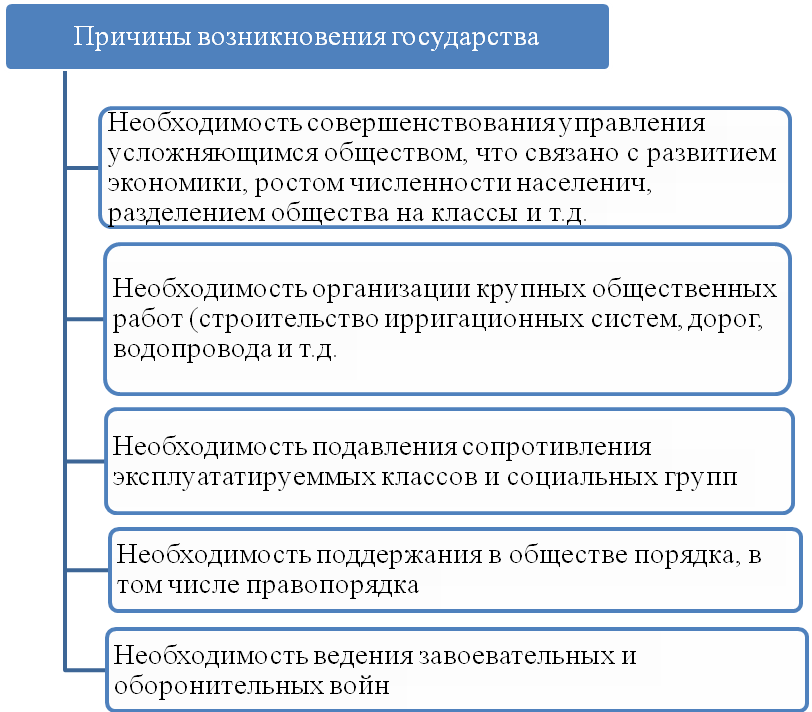 Причины возникновения государства
Необходимость совершенствования управления
усложняющимся обществом, что связано с развитием
экономики, ростом численности населенич,
разделением общества на классы и т.д.
Необходимость организации крупных общественных
работ (строительство ирригационных систем, дорог,
водопровода и т.д.
Необходимость подавления сопротивления
эксплуататируеммых классов и социальных групп
Необходимость поддержания в обществе порядка, в
том числе правопорядка
Необходимость ведения завоевательных и
оборонительных войн